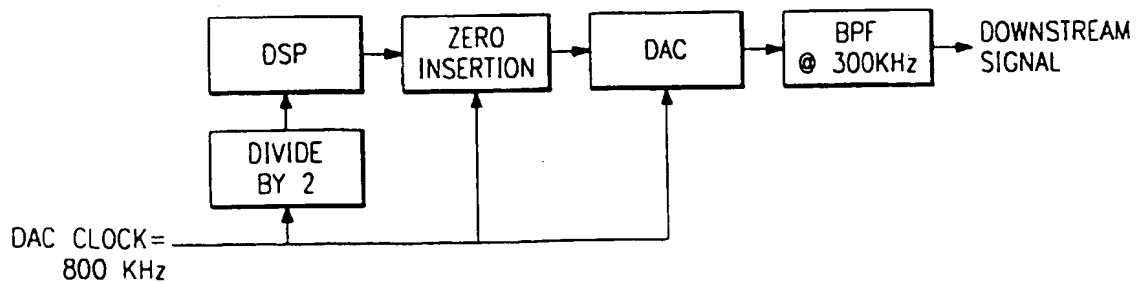 DSP
ZERO
INSERTION
DAC
BPF
@ 300KHz
DOWNSTREAM
SIGNAL
DIVIDE
BY 2
DAC CLOCK=
800 KHz